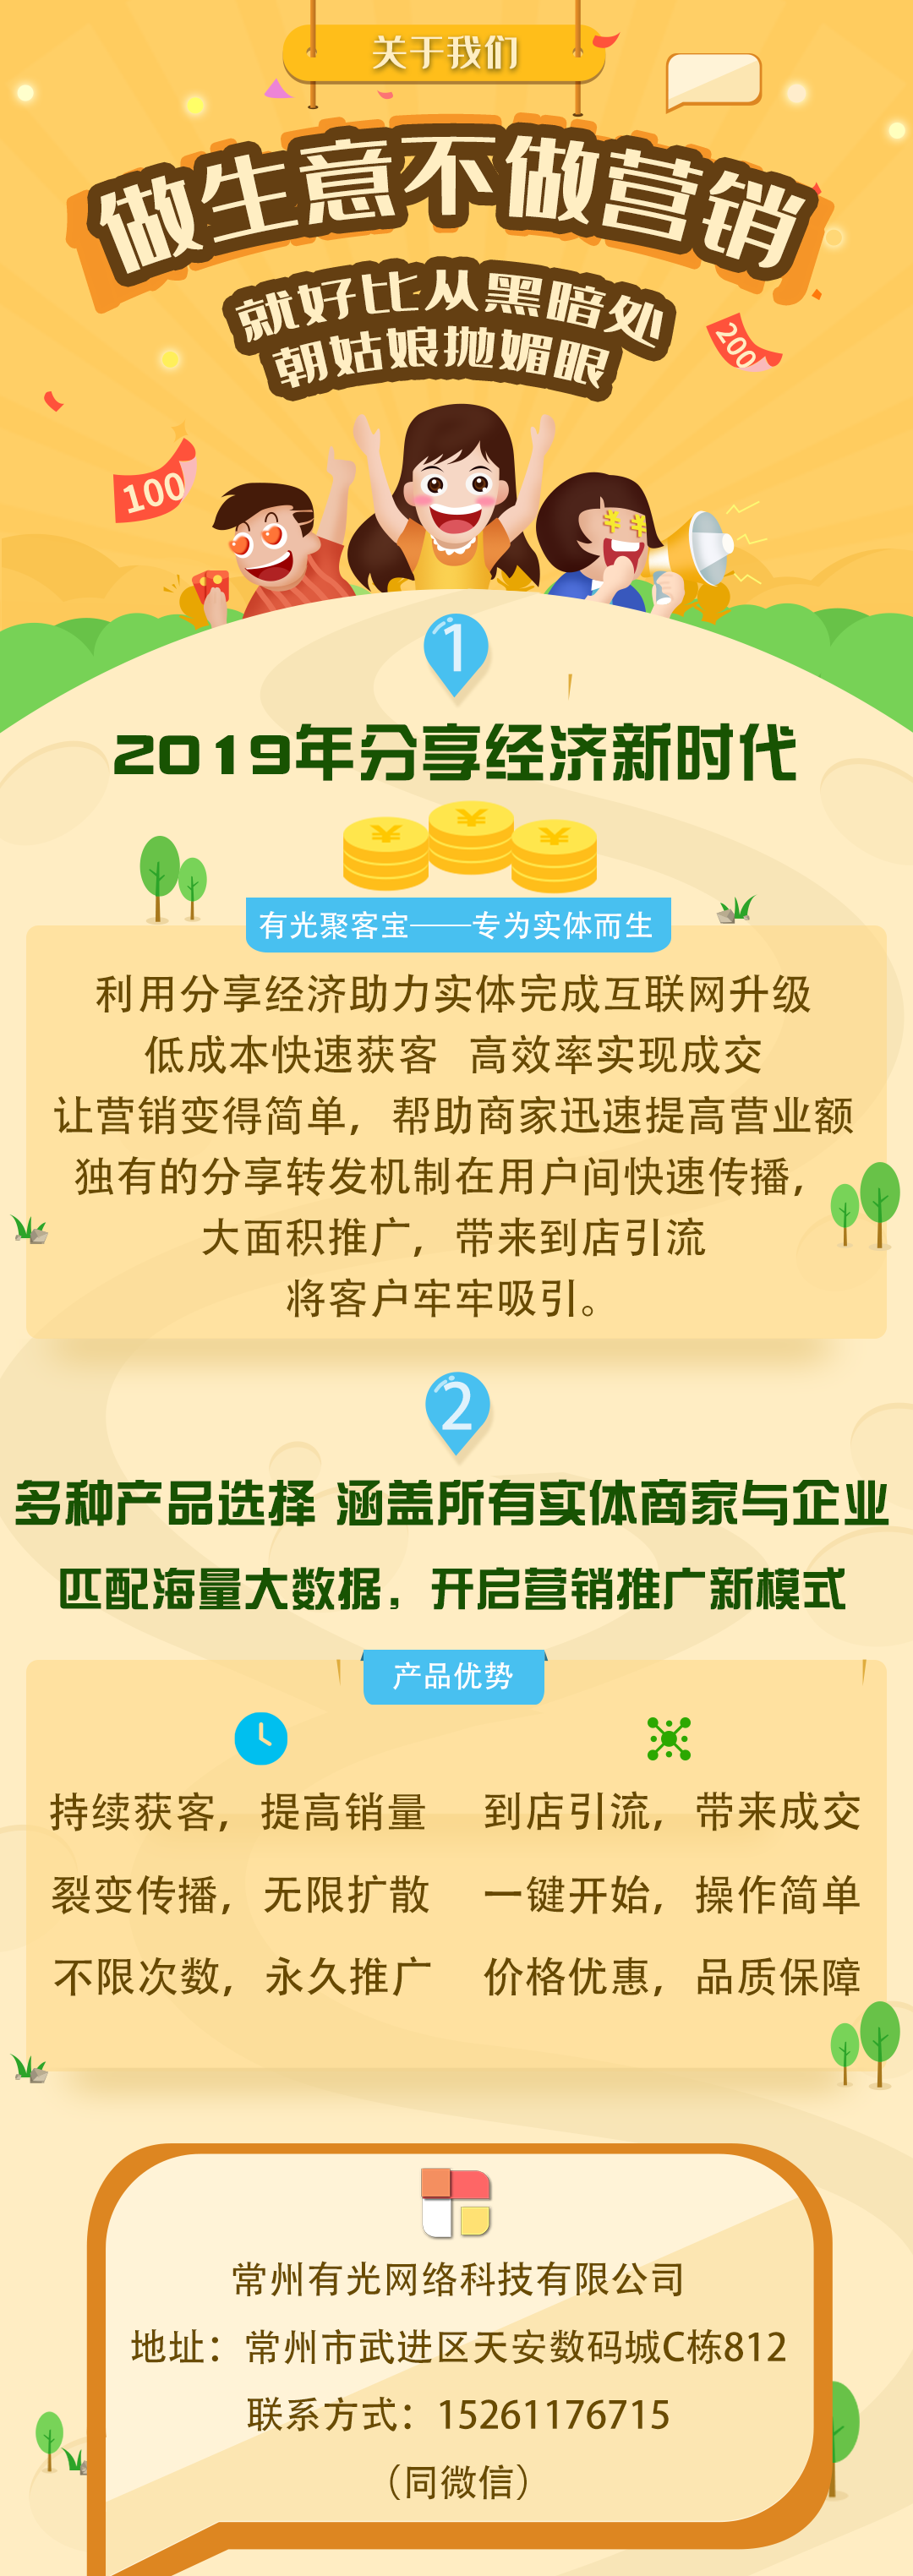 关于我们
做生意不做营销
就好比从黑暗处
朝姑娘抛媚眼
200
100
1
2019年分享经济新时代
有光聚客宝——专为实体而生
利用分享经济助力实体完成互联网升级
低成本快速获客 高效率实现成交
让营销变得简单，帮助商家迅速提高营业额
独有的分享转发机制在用户间快速传播，
大面积推广，带来到店引流
将客户牢牢吸引。
2
多种产品选择 涵盖所有实体商家与企业
匹配海量大数据，开启营销推广新模式
产品优势
持续获客，提高销量 到店引流，带来成交
裂变传播，无限扩散 一键开始，操作简单
不限次数，永久推广 价格优惠，品质保障
常州有光网络科技有限公司
地址：常州市武进区天安数码城C栋812
联系方式：15261176715
（同微信）